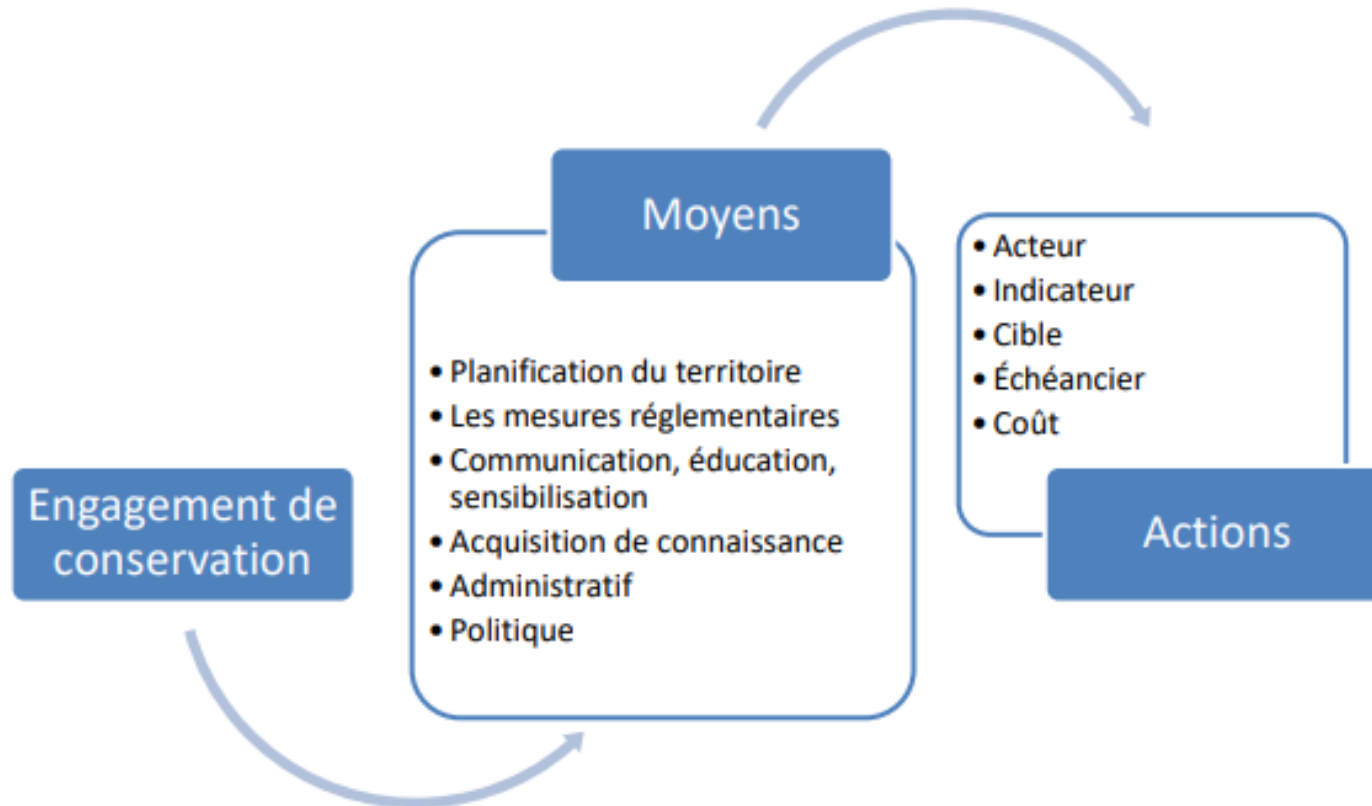 Engagement de
conservation
Moyens
• Planification du territoire
• Les mesures réglementaires
• Communication, éducation,
sensibilisation
• Acquisition de connaissance
• Administratif
• Politique
• Acteur
• Indicateur
• Cible
• Échéancier
• Coût
Actions